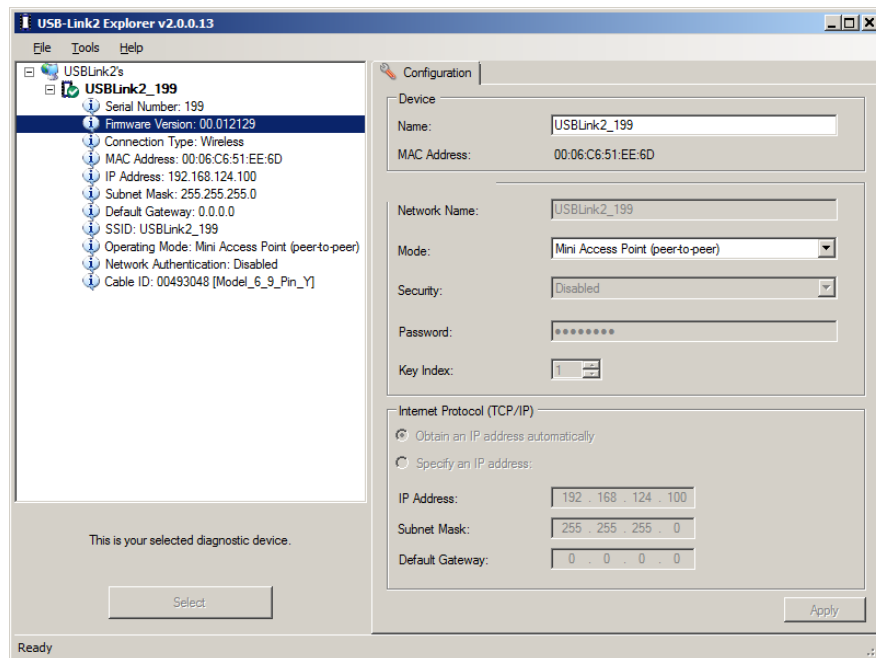 USB-Link2 Explorer v2.0.0.13
File Tools Help
USBLink2's
USBLink2_199
Serial Number: 199
Firmware Version: 00.012129
Connection Type: Wireless
MAC Address: 00:06:C6:51:EE:6D
IP Address: 192.168.124.100
Subnet Mask: 255.255.255.0
Default Gateway: 0.0.0.0
SSID: USBLink2_199
Operating Mode: Mini Access Point (peer-to-peer)
Network Authentication: Disabled
Cable ID: 00493048 [Model_6_9_Pin_Y]
This is your selected diagnostic device.
Select
Configuration
Device
Name: USBLink2_199
MAC Address: 00:06:C6:51:EE:6D
Network Name: USBLink2_199
Mode: Mini Access Point (peer-to-peer)
Security: Disabled
Password: ●●●●●●●●
Key Index: 1
Internet Protocol (TCP/IP)
Obtain an IP address automatically
Specify an IP address:
IP Address: 192 . 168 . 124 . 100
Subnet Mask: 255 . 255 . 255 . 0
Default Gateway: 0 . 0 . 0 . 0
Apply
Ready